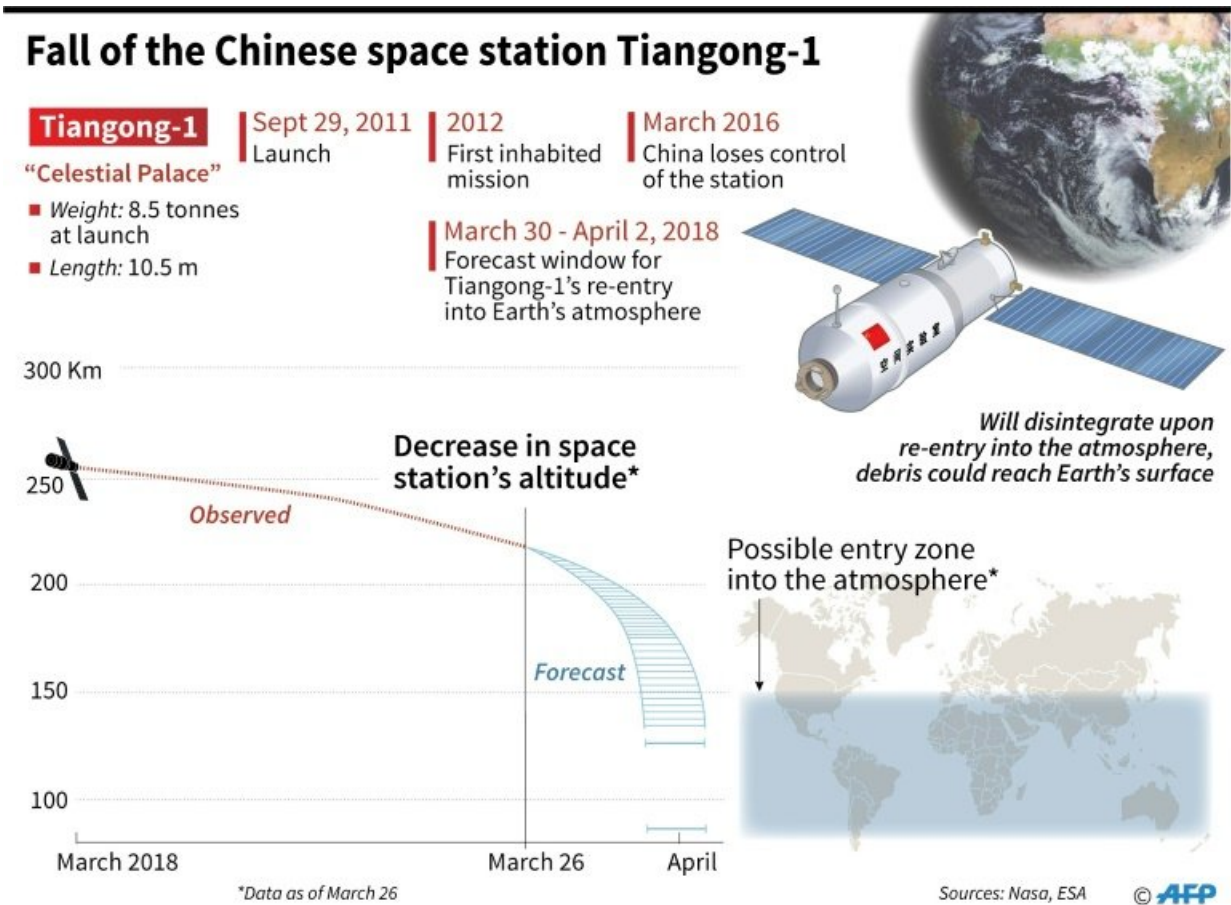 Fall of the Chinese space station Tiangong-1
Tiangong-1
“Celestial Palace”
Weight: 8.5 tonnes
at launch
Length: 10.5 m
Sept 29, 2011
Launch
2012
First inhabited
mission
March 2016
China loses control
of the station
March 30 - April 2, 2018
Forecast window for
Tiangong-1's re-entry
into Earth's atmosphere
空间实验室
Will disintegrate upon
re-entry into the atmosphere,
debris could reach Earth's surface
300 Km
Decrease in space
station's altitude*
250
Observed
200
Forecast
150
100
March 2018
March 26
April
*Data as of March 26
Possible entry zone
into the atmosphere*
Sources: Nasa, ESA
© AFP